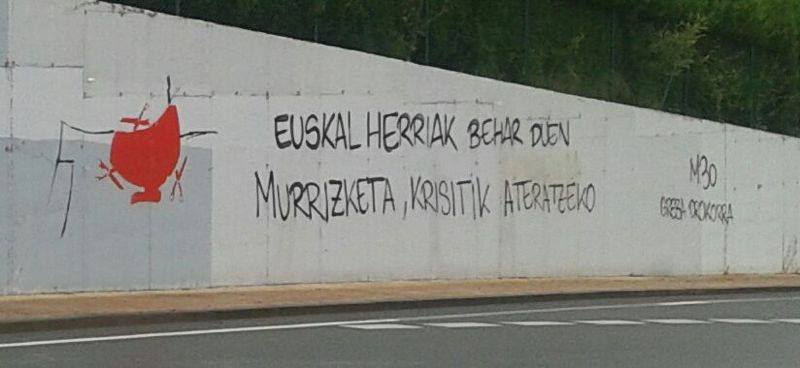 EUSKAL HERRIAK BEHAR DUEN
MURRIZKETA, KRISITIK ATERATZEKO
M30
GREBA OROKORRA